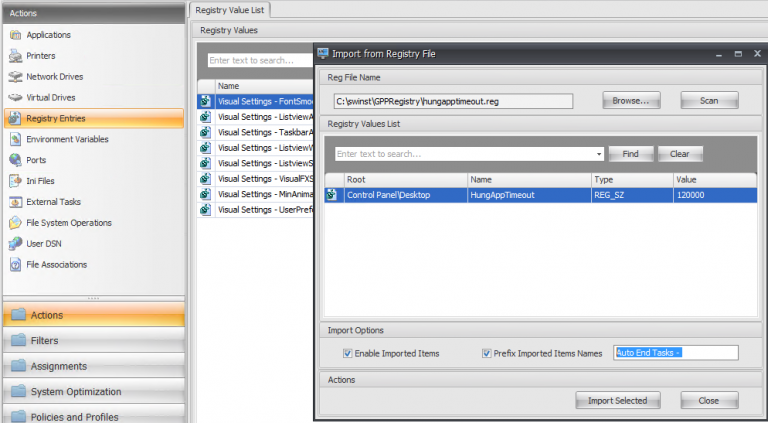 Actions
Applications
Printers
Network Drives
Virtual Drives
Registry Entries
Environment Variables
Ports
Ini Files
External Tasks
File System Operations
User DSN
File Associations
Actions
Filters
Assignments
System Optimization
Policies and Profiles
Registry Value List
Registry Values
Enter text to search...
Name
Visual Settings - FontSmo
Visual Settings - ListviewA
Visual Settings - TaskbarA
Visual Settings - ListviewW
Visual Settings - ListviewS
Visual Settings - VisualFXS
Visual Settings - MinAnima
Visual Settings - UserPrefe
Import from Registry File
Reg File Name
C:\swinst\GPPRegistry\hungapptimeout.reg
Browse...
Scan
Registry Values List
Enter text to search...
Find
Clear
Root Name Type Value
Control Panel\Desktop HungAppTimeout REG_SZ 120000
Import Options
Enable Imported Items
Prefix Imported Items Names
Auto End Tasks -
Actions
Import Selected
Close